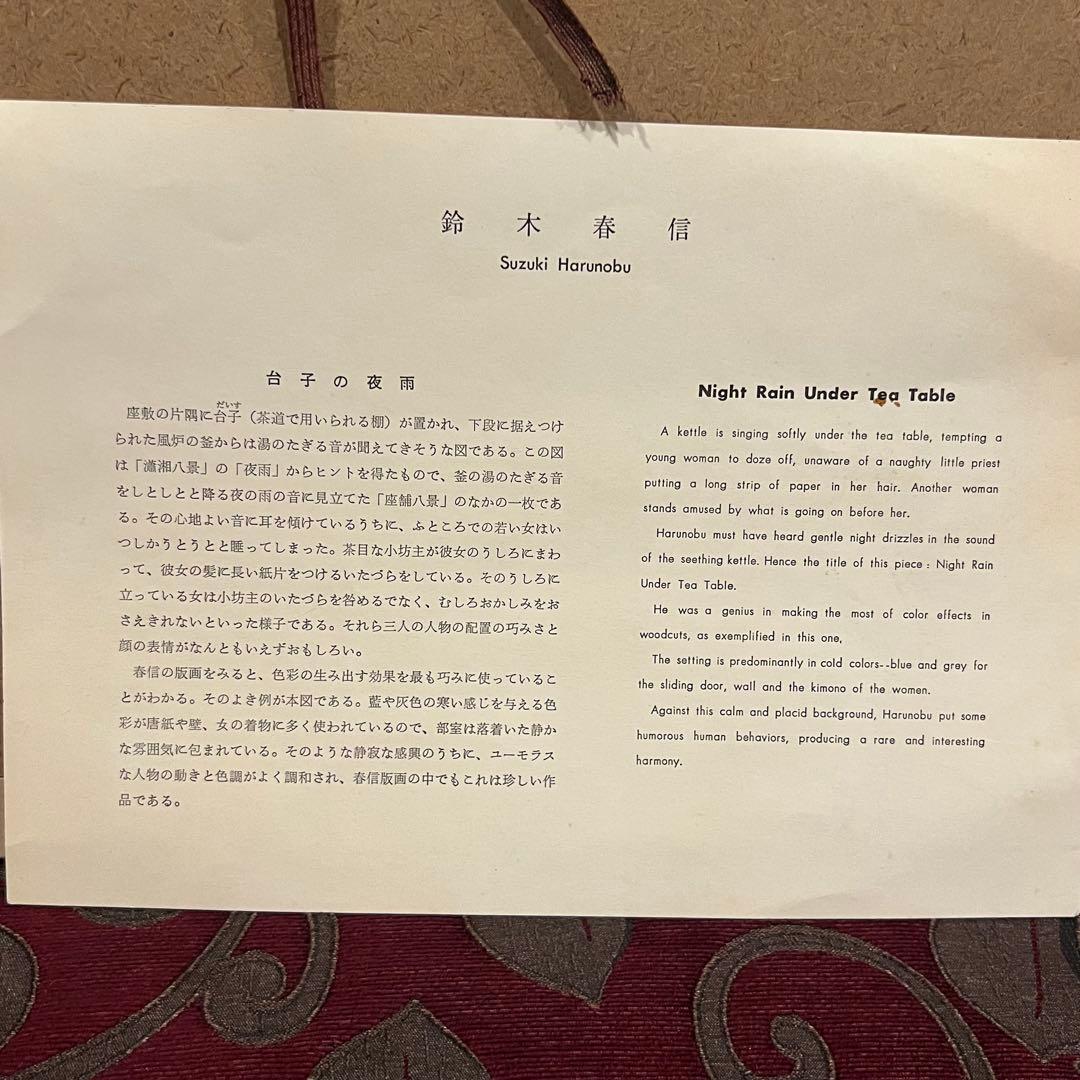 鈴木春信
Suzuki Harunobu
台子の夜雨
だいす
座敷の片隅に台子（茶道で用いられる棚）が置かれ、下段に据えつけ
られた風炉の釜からは湯のたぎる音が聞えてきそうな図である。この図
は「瀟湘八景」の「夜雨」からヒントを得たもので、釜の湯のたぎる音
をしとしとと降る夜の雨の音に見立てた「座舗八景」のなかの一枚であ
る。その心地よい音に耳を傾けているうちに、ふところでの若い女はい
つしかうとうとと睡ってしまった。茶目な小坊主が彼女のうしろにまわ
って、彼女の髪に長い紙片をつけるいたづらをしている。そのうしろに
立っている女は小坊主のいたづらを咎めるでなく、むしろおかしみをお
さえきれないといった様子である。それら三人の人物の配置の巧みさと
顔の表情がなんともいえずおもしろい。
春信の版画をみると、色彩の生み出す効果を最も巧みに使っているこ
とがわかる。そのよき例が本図である。藍や灰色の寒い感じを与える色
彩が唐紙や壁、女の着物に多く使われているので、部室は落着いた静か
な雰囲気に包まれている。そのような静寂な感興のうちに、ユーモラス
な人物の動きと色調がよく調和され、春信版画の中でもこれは珍しい作
品である。
Night Rain Under Tea Table
A kettle is singing softly under the tea table, tempting a
young woman to doze off, unaware of a naughty little priest
putting a long strip of paper in her hair. Another woman
stands amused by what is going on before her.
Harunobu must have heard gentle night drizzles in the sound
of the seething kettle. Hence the title of this piece : Night Rain
Under Tea Table.
He was a genius in making the most of color effects in
woodcuts, as exemplified in this one,
The setting is predominantly in cold colors--blue and grey for
the sliding door, wall and the kimono of the women.
Against this calm and placid background, Harunobu put some
humorous human behaviors, producing a rare and interesting
harmony.